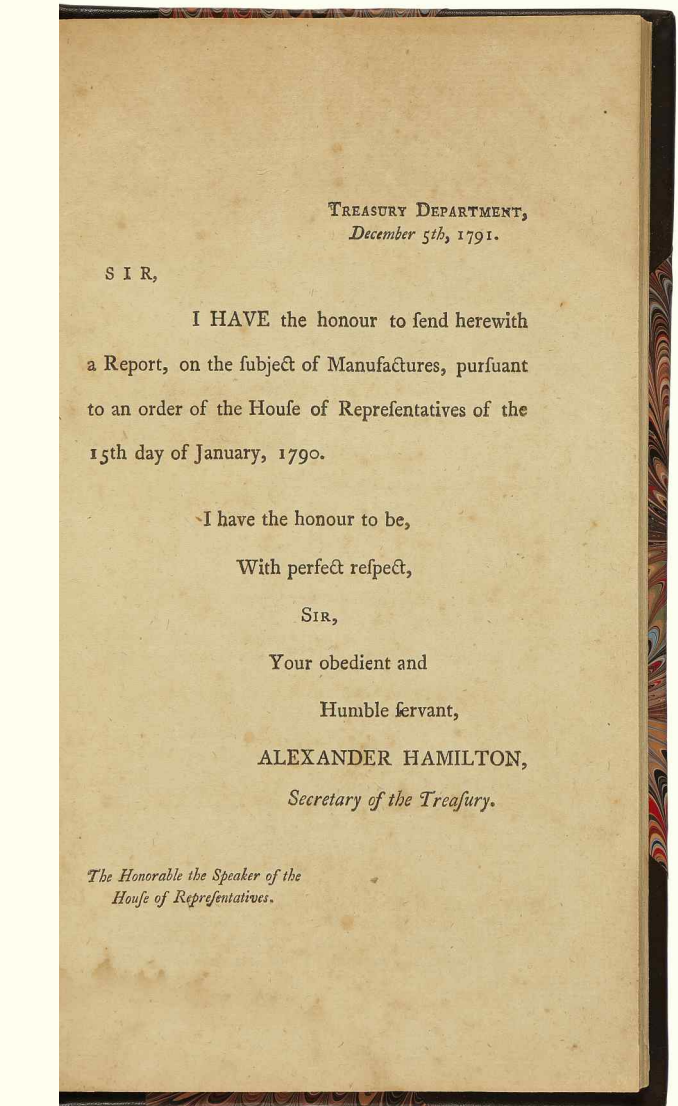 TREASURY DEPARTMENT,
December 5th, 1791.
S I R,
I HAVE the honour to ſend herewith
a Report, on the ſubject of Manufactures, purſuant
to an order of the Houſe of Repreſentatives of the
15th day of January, 1790.
I have the honour to be,
With perfect reſpect,
SIR,
Your obedient and
Humble ſervant,
ALEXANDER HAMILTON,
Secretary of the Treaſury.
The Honorable the Speaker of the
Houſe of Repreſentatives.